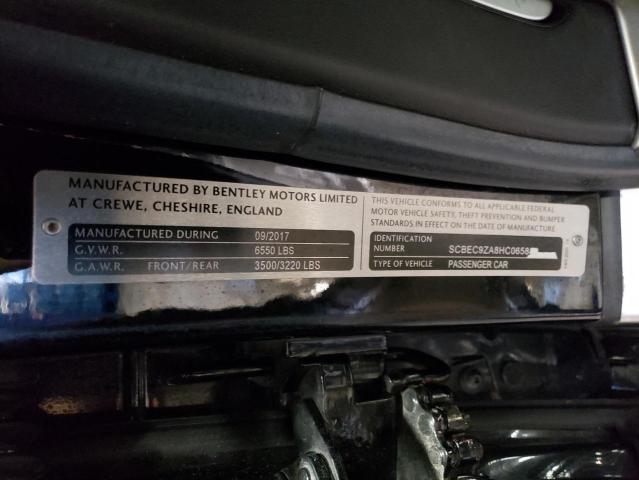 MANUFACTURED BY BENTLEY MOTORS LIMITED
AT CREWE, CHESHIRE, ENGLAND
MANUFACTURED DURING 09/2017
G.V.W.R. 6550 LBS
G.A.W.R. FRONT/REAR 3500/3220 LBS
THIS VEHICLE CONFORMS TO ALL APPLICABLE FEDERAL
MOTOR VEHICLE SAFETY, THEFT PREVENTION AND BUMPER
STANDARDS IN EFFECT ON THE DATE OF MANUFACTURE
IDENTIFICATION
NUMBER SCBEC9ZA8HC0658
TYPE OF VEHICLE PASSENGER CAR